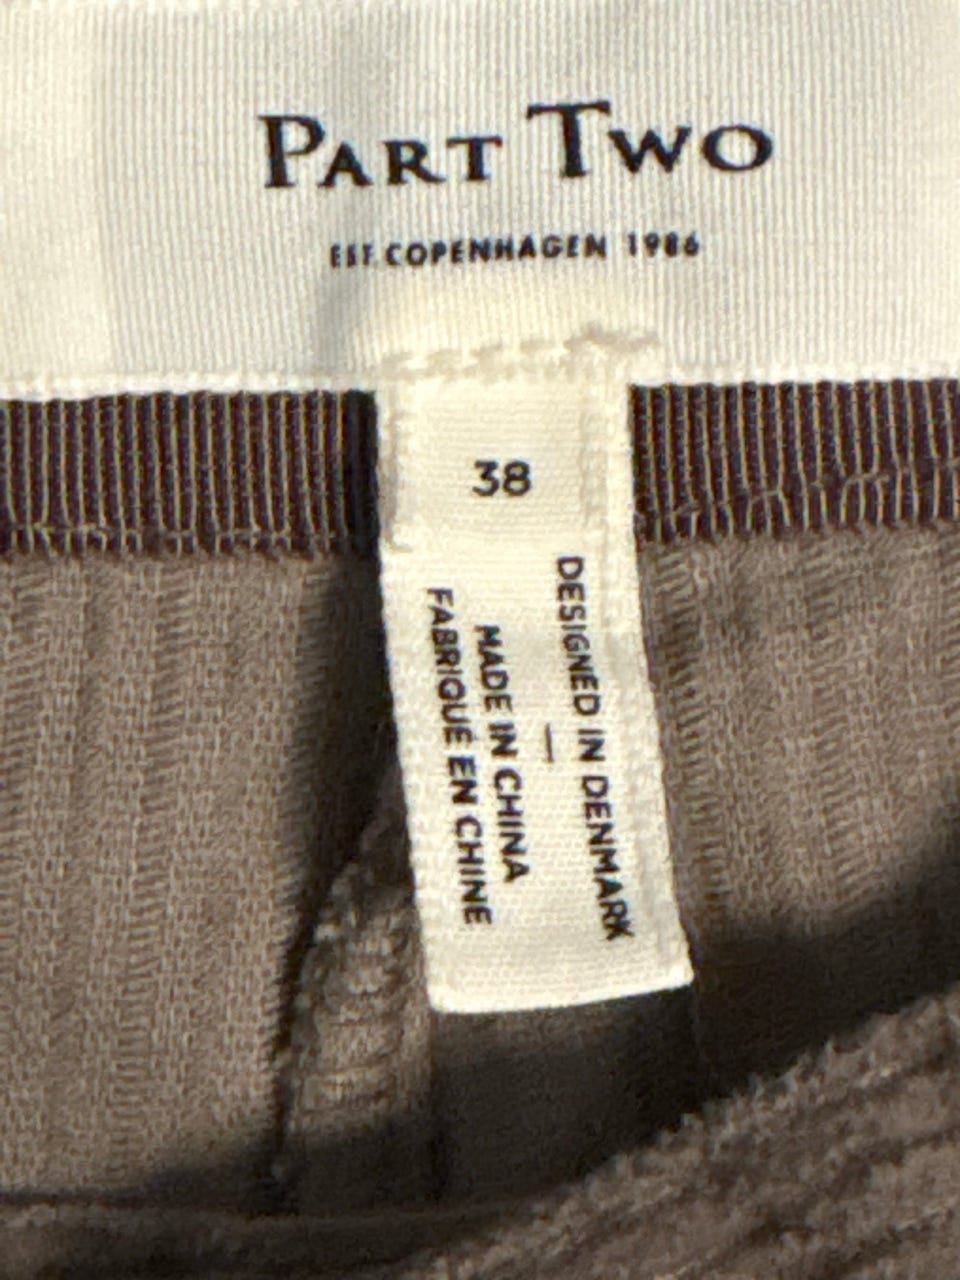 PART TWO
EST. COPENHAGEN 1986
38
DESIGNED IN DENMARK
—
MADE IN CHINA
FABRIQUÉ EN CHINE